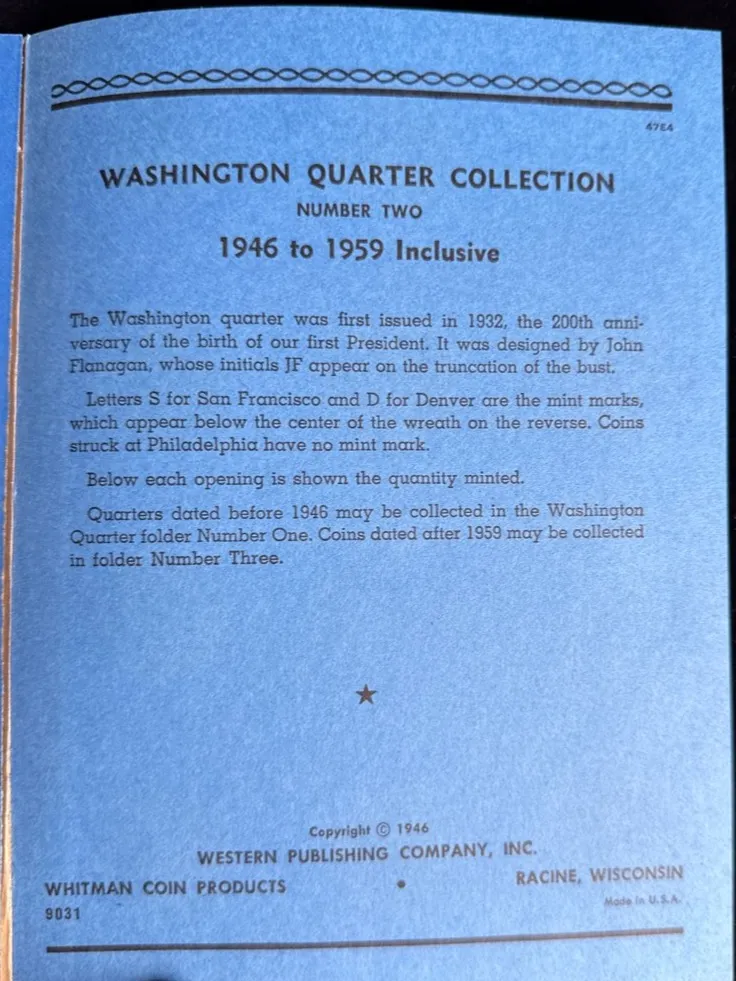 47E4
WASHINGTON QUARTER COLLECTION
NUMBER TWO
1946 to 1959 Inclusive
The Washington quarter was first issued in 1932, the 200th anni-
versary of the birth of our first President. It was designed by John
Flanagan, whose initials JF appear on the truncation of the bust.
Letters S for San Francisco and D for Denver are the mint marks,
which appear below the center of the wreath on the reverse. Coins
struck at Philadelphia have no mint mark.
Below each opening is shown the quantity minted.
Quarters dated before 1946 may be collected in the Washington
Quarter folder Number One. Coins dated after 1959 may be collected
in folder Number Three.
Copyright © 1946
WESTERN PUBLISHING COMPANY, INC.
WHITMAN COIN PRODUCTS • RACINE, WISCONSIN
9031 Made in U.S.A.